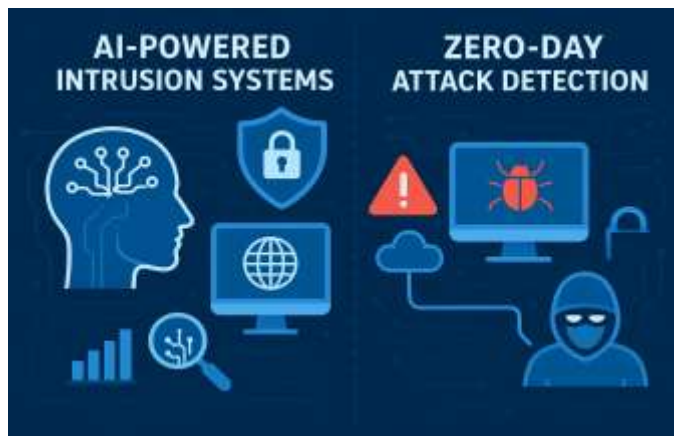 AI-POWERED
INTRUSION SYSTEMS
ZERO-DAY
ATTACK DETECTION